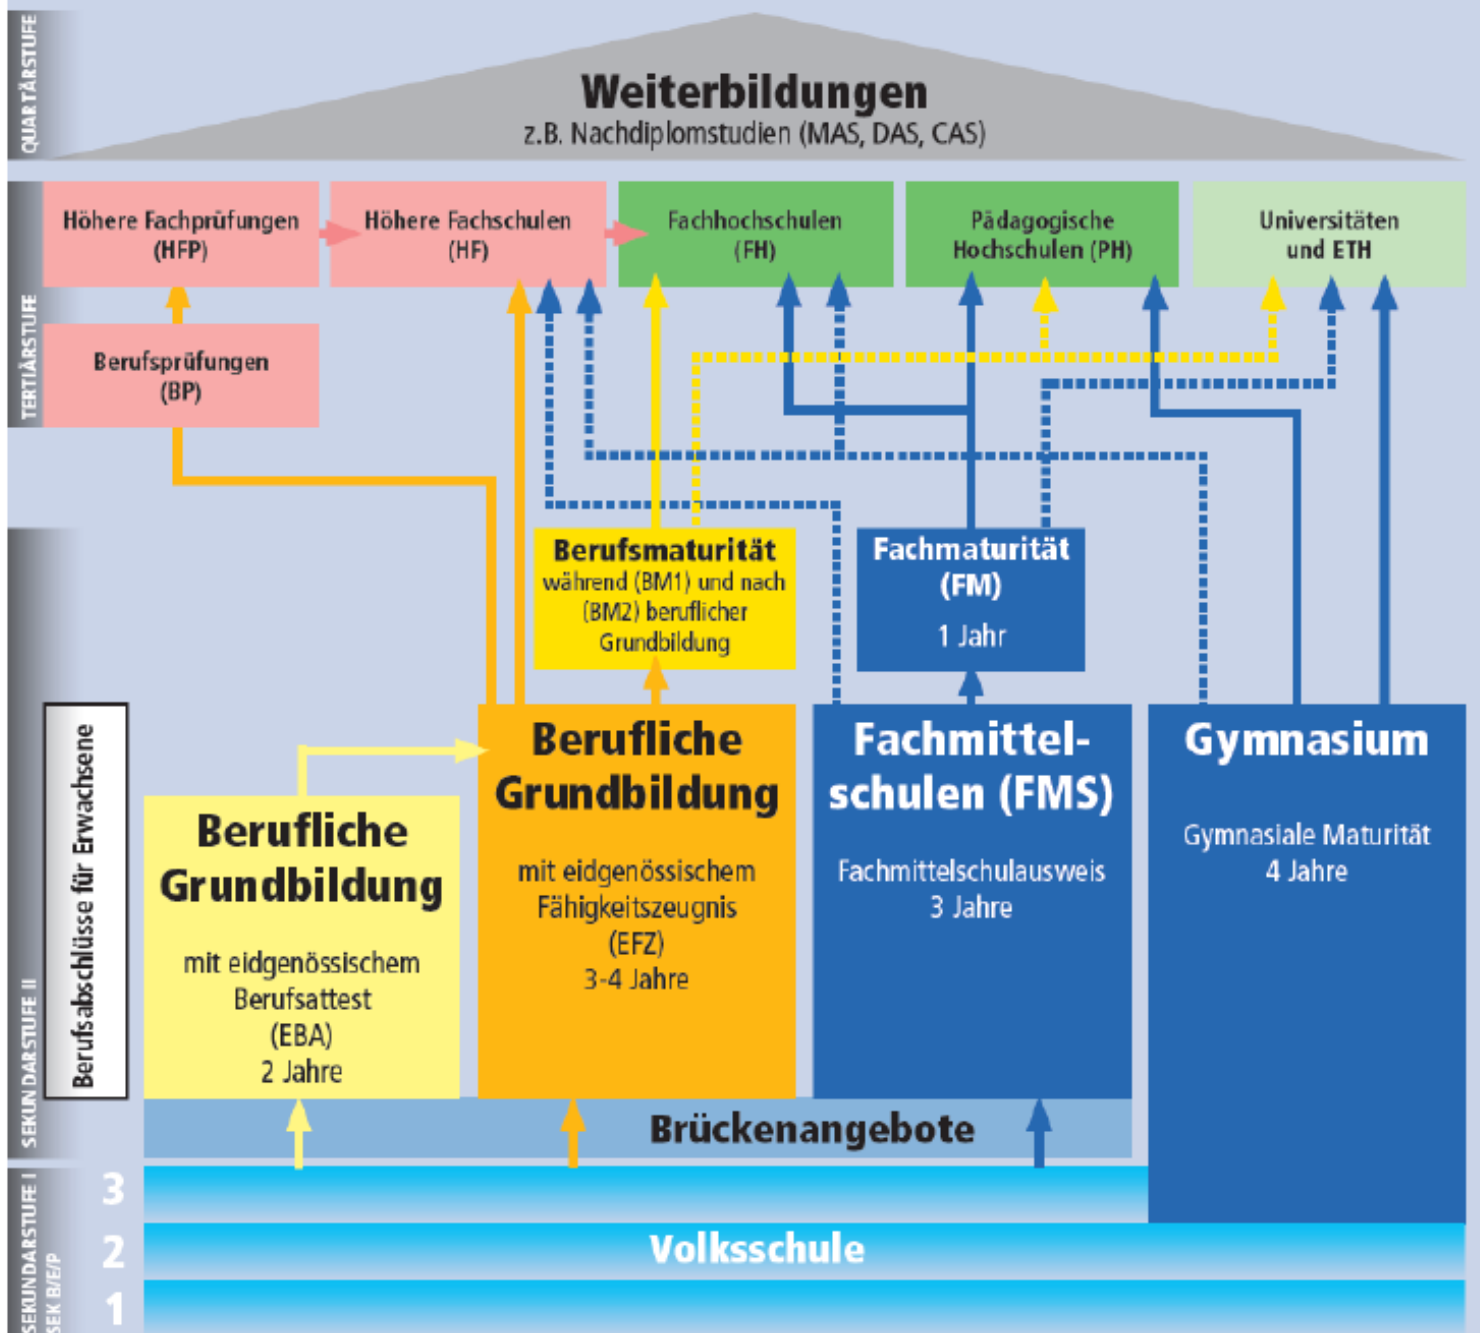 QUARTÄRSTUFE
Weiterbildungen
z.B. Nachdiplomstudien (MAS, DAS, CAS)
TERTIÄRSTUFE
Höhere Fachprüfungen
(HFP)
Höhere Fachschulen
(HF)
Fachhochschulen
(FH)
Pädagogische
Hochschulen (PH)
Universitäten
und ETH
Berufsprüfungen
(BP)
SEKUNDARSTUFE II
Berufsmaturität
während (BM1) und nach
(BM2) beruflicher
Grundbildung
Fachmaturität
(FM)
1 Jahr
Berufsabschlüsse für Erwachsene
Berufliche
Grundbildung
mit eidgenössischem
Berufsattest
(EBA)
2 Jahre
Berufliche
Grundbildung
mit eidgenössischem
Fähigkeitszeugnis
(EFZ)
3-4 Jahre
Fachmittel-
schulen (FMS)
Fachmittelschulausweis
3 Jahre
Gymnasium
Gymnasiale Maturität
4 Jahre
Brückenangebote
SEKUNDARSTUFE I
SEK B/E/P
3
2
Volksschule
1